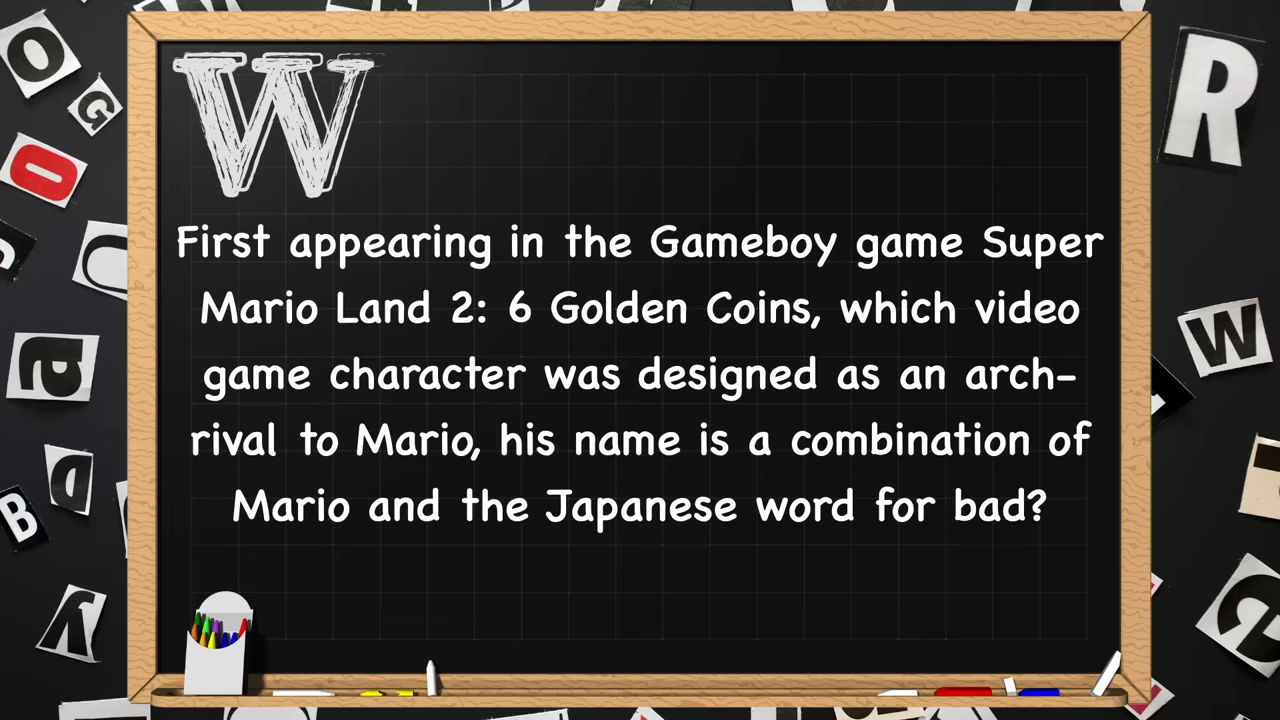 W
First appearing in the Gameboy game Super
Mario Land 2: 6 Golden Coins, which video
game character was designed as an arch-
rival to Mario, his name is a combination of
Mario and the Japanese word for bad?
O
G
O
a
D
B
y
R
W
G